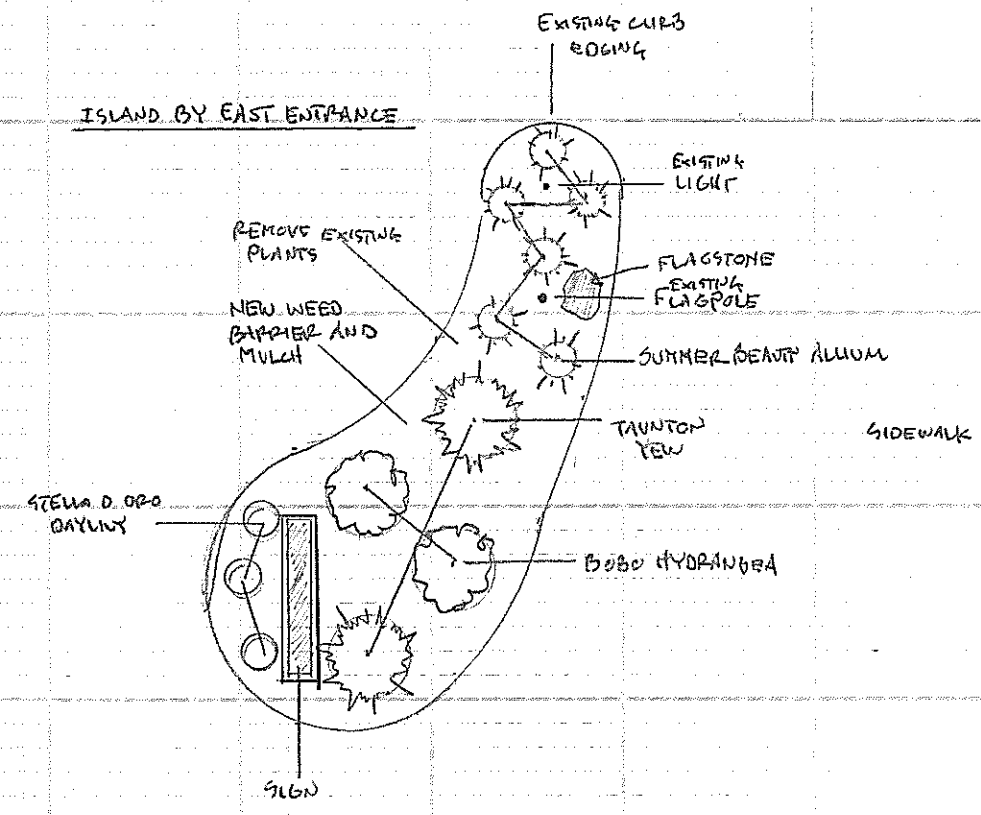 EXISTING CURB
EDGING
ISLAND BY EAST ENTRANCE
EXISTING
LIGHT
REMOVE EXISTING
PLANTS
FLAGSTONE
EXISTING
FLAGPOLE
NEW WEED
BARRIER AND
MULCH
SUMMER BEAUTY ALLIUM
TAUNTON
YEW
SIDEWALK
STELLA D. ORO
DAYLILY
BOBO HYDRANGEA
SIGN